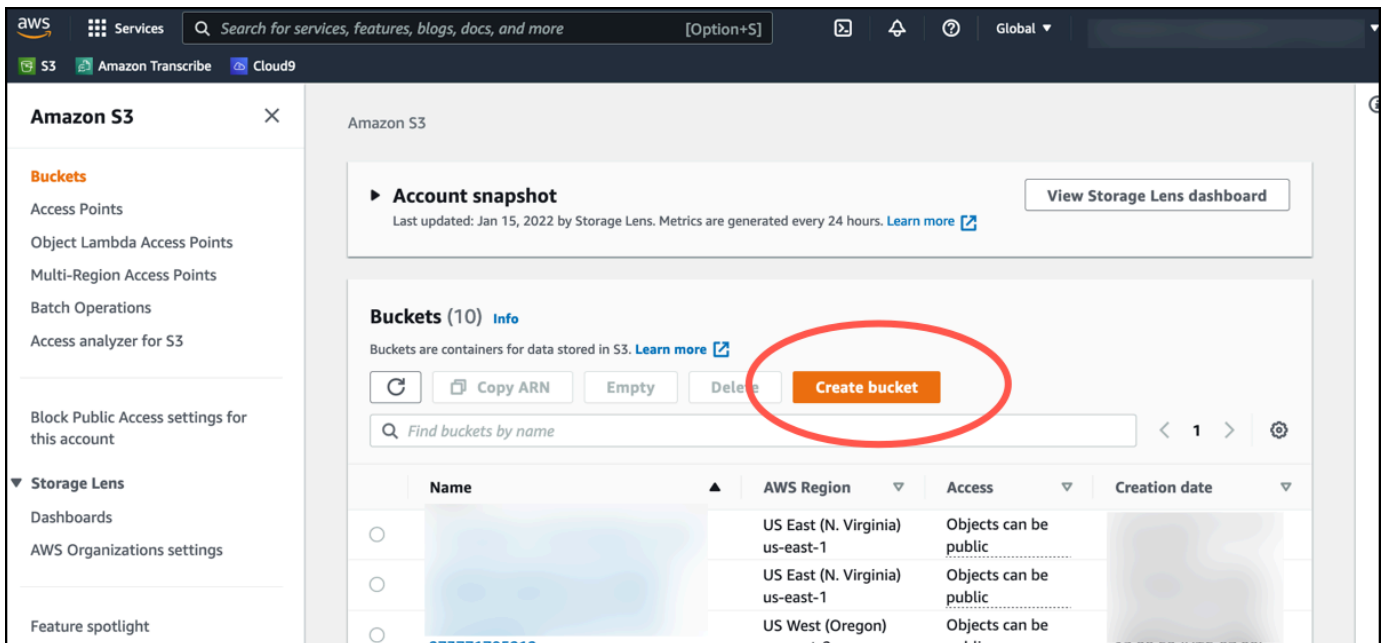 aws Services Search for services, features, blogs, docs, and more [Option+S] Global
S3 Amazon Transcribe Cloud9
Amazon S3
Buckets
Access Points
Object Lambda Access Points
Multi-Region Access Points
Batch Operations
Access analyzer for S3
Block Public Access settings for
this account
Storage Lens
Dashboards
AWS Organizations settings
Feature spotlight
Amazon S3
Account snapshot
View Storage Lens dashboard
Last updated: Jan 15, 2022 by Storage Lens. Metrics are generated every 24 hours. Learn more
Buckets (10) Info
Buckets are containers for data stored in S3. Learn more
Copy ARN Empty Delete Create bucket
Find buckets by name 1
Name AWS Region Access Creation date
US East (N. Virginia) Objects can be
us-east-1 public
US East (N. Virginia) Objects can be
us-east-1 public
US West (Oregon) Objects can be